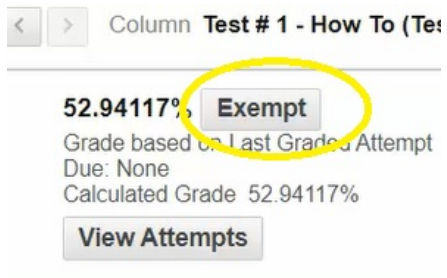 Column Test # 1 - How To (Tes
52.94117% Exempt
Grade based on Last Graded Attempt
Due: None
Calculated Grade 52.94117%
View Attempts